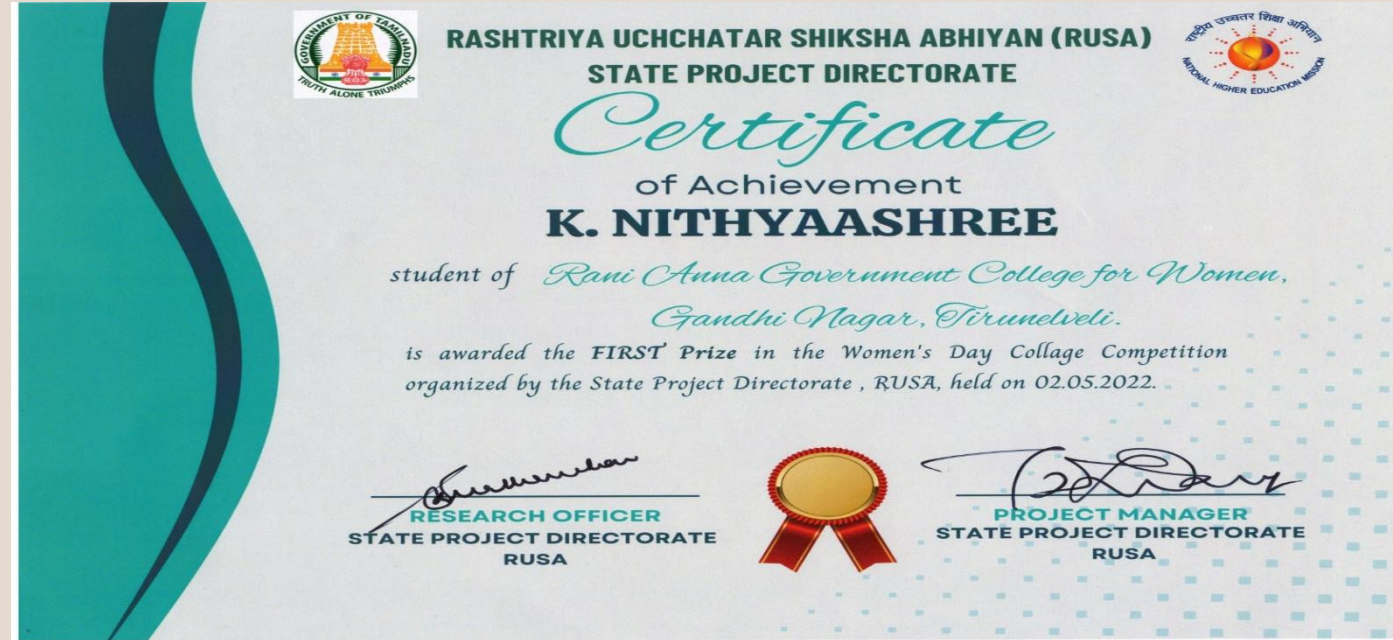 GOVERNMENT OF TAMILNADU
TRUTH ALONE TRIUMPHS
RASHTRIYA UCHCHATAR SHIKSHA ABHIYAN (RUSA)
STATE PROJECT DIRECTORATE
राष्ट्रीय उच्चतर शिक्षा अभियान
NATIONAL HIGHER EDUCATION MISSION
Certificate
of Achievement
K. NITHYAASHREE
student of Rani Anna Government College for Women,
Gandhi Nagar, Tirunelveli.
is awarded the FIRST Prize in the Women's Day Collage Competition
organized by the State Project Directorate , RUSA, held on 02.05.2022.
RESEARCH OFFICER
STATE PROJECT DIRECTORATE
RUSA
PROJECT MANAGER
STATE PROJECT DIRECTORATE
RUSA